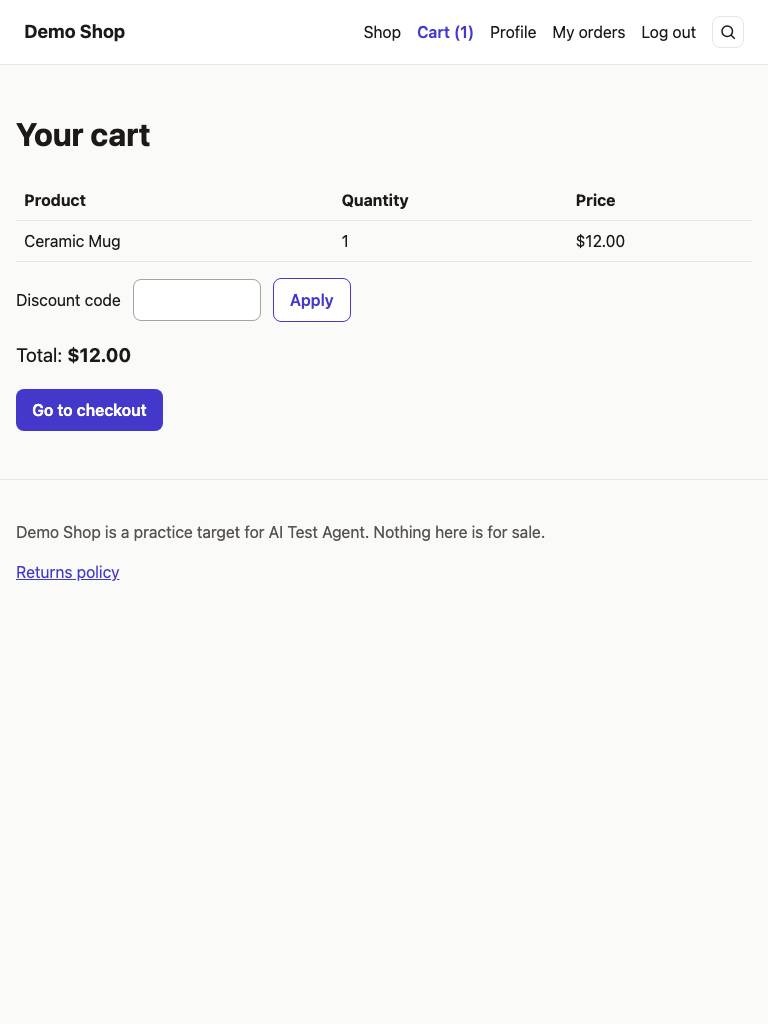 Demo Shop
Shop Cart (1) Profile My orders Log out
Your cart
Product Quantity Price
Ceramic Mug 1 $12.00
Discount code Apply
Total: $12.00
Go to checkout
Demo Shop is a practice target for AI Test Agent. Nothing here is for sale.
Returns policy